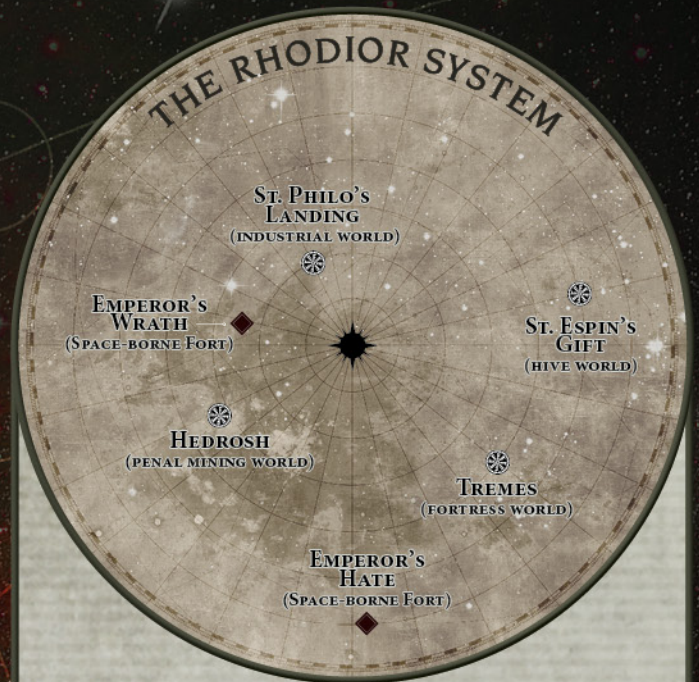 THE RHODIOR SYSTEM
ST. PHILO'S
LANDING
(INDUSTRIAL WORLD)
EMPEROR'S
WRATH
(SPACE-BORNE FORT)
ST. ESPIN'S
GIFT
(HIVE WORLD)
HEDROSH
(PENAL MINING WORLD)
TREMES
(FORTRESS WORLD)
EMPEROR'S
HATE
(SPACE-BORNE FORT)